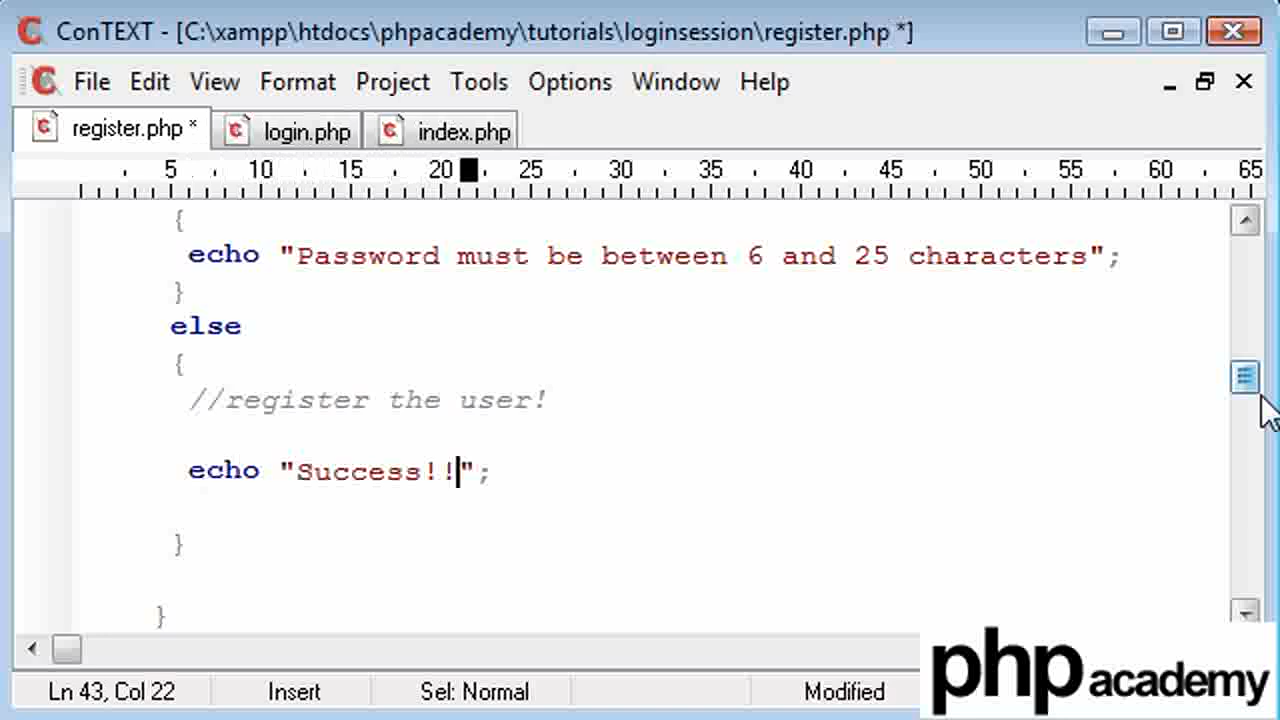 ConTEXT - [C:\xampp\htdocs\phpacademy\tutorials\loginsession\register.php *]
File Edit View Format Project Tools Options Window Help
register.php * login.php index.php
5 10 15 20 25 30 35 40 45 50 55 60 65
{
echo "Password must be between 6 and 25 characters";
}
else
{
//register the user!
echo "Success!!";
}
}
Ln 43, Col 22 Insert Sel: Normal Modified
php academy